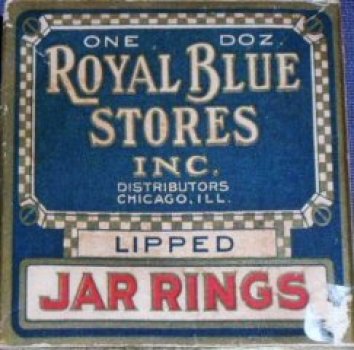 ONE DOZ.
ROYAL BLUE
STORES
INC.
DISTRIBUTORS
CHICAGO, ILL.
LIPPED
JAR RINGS